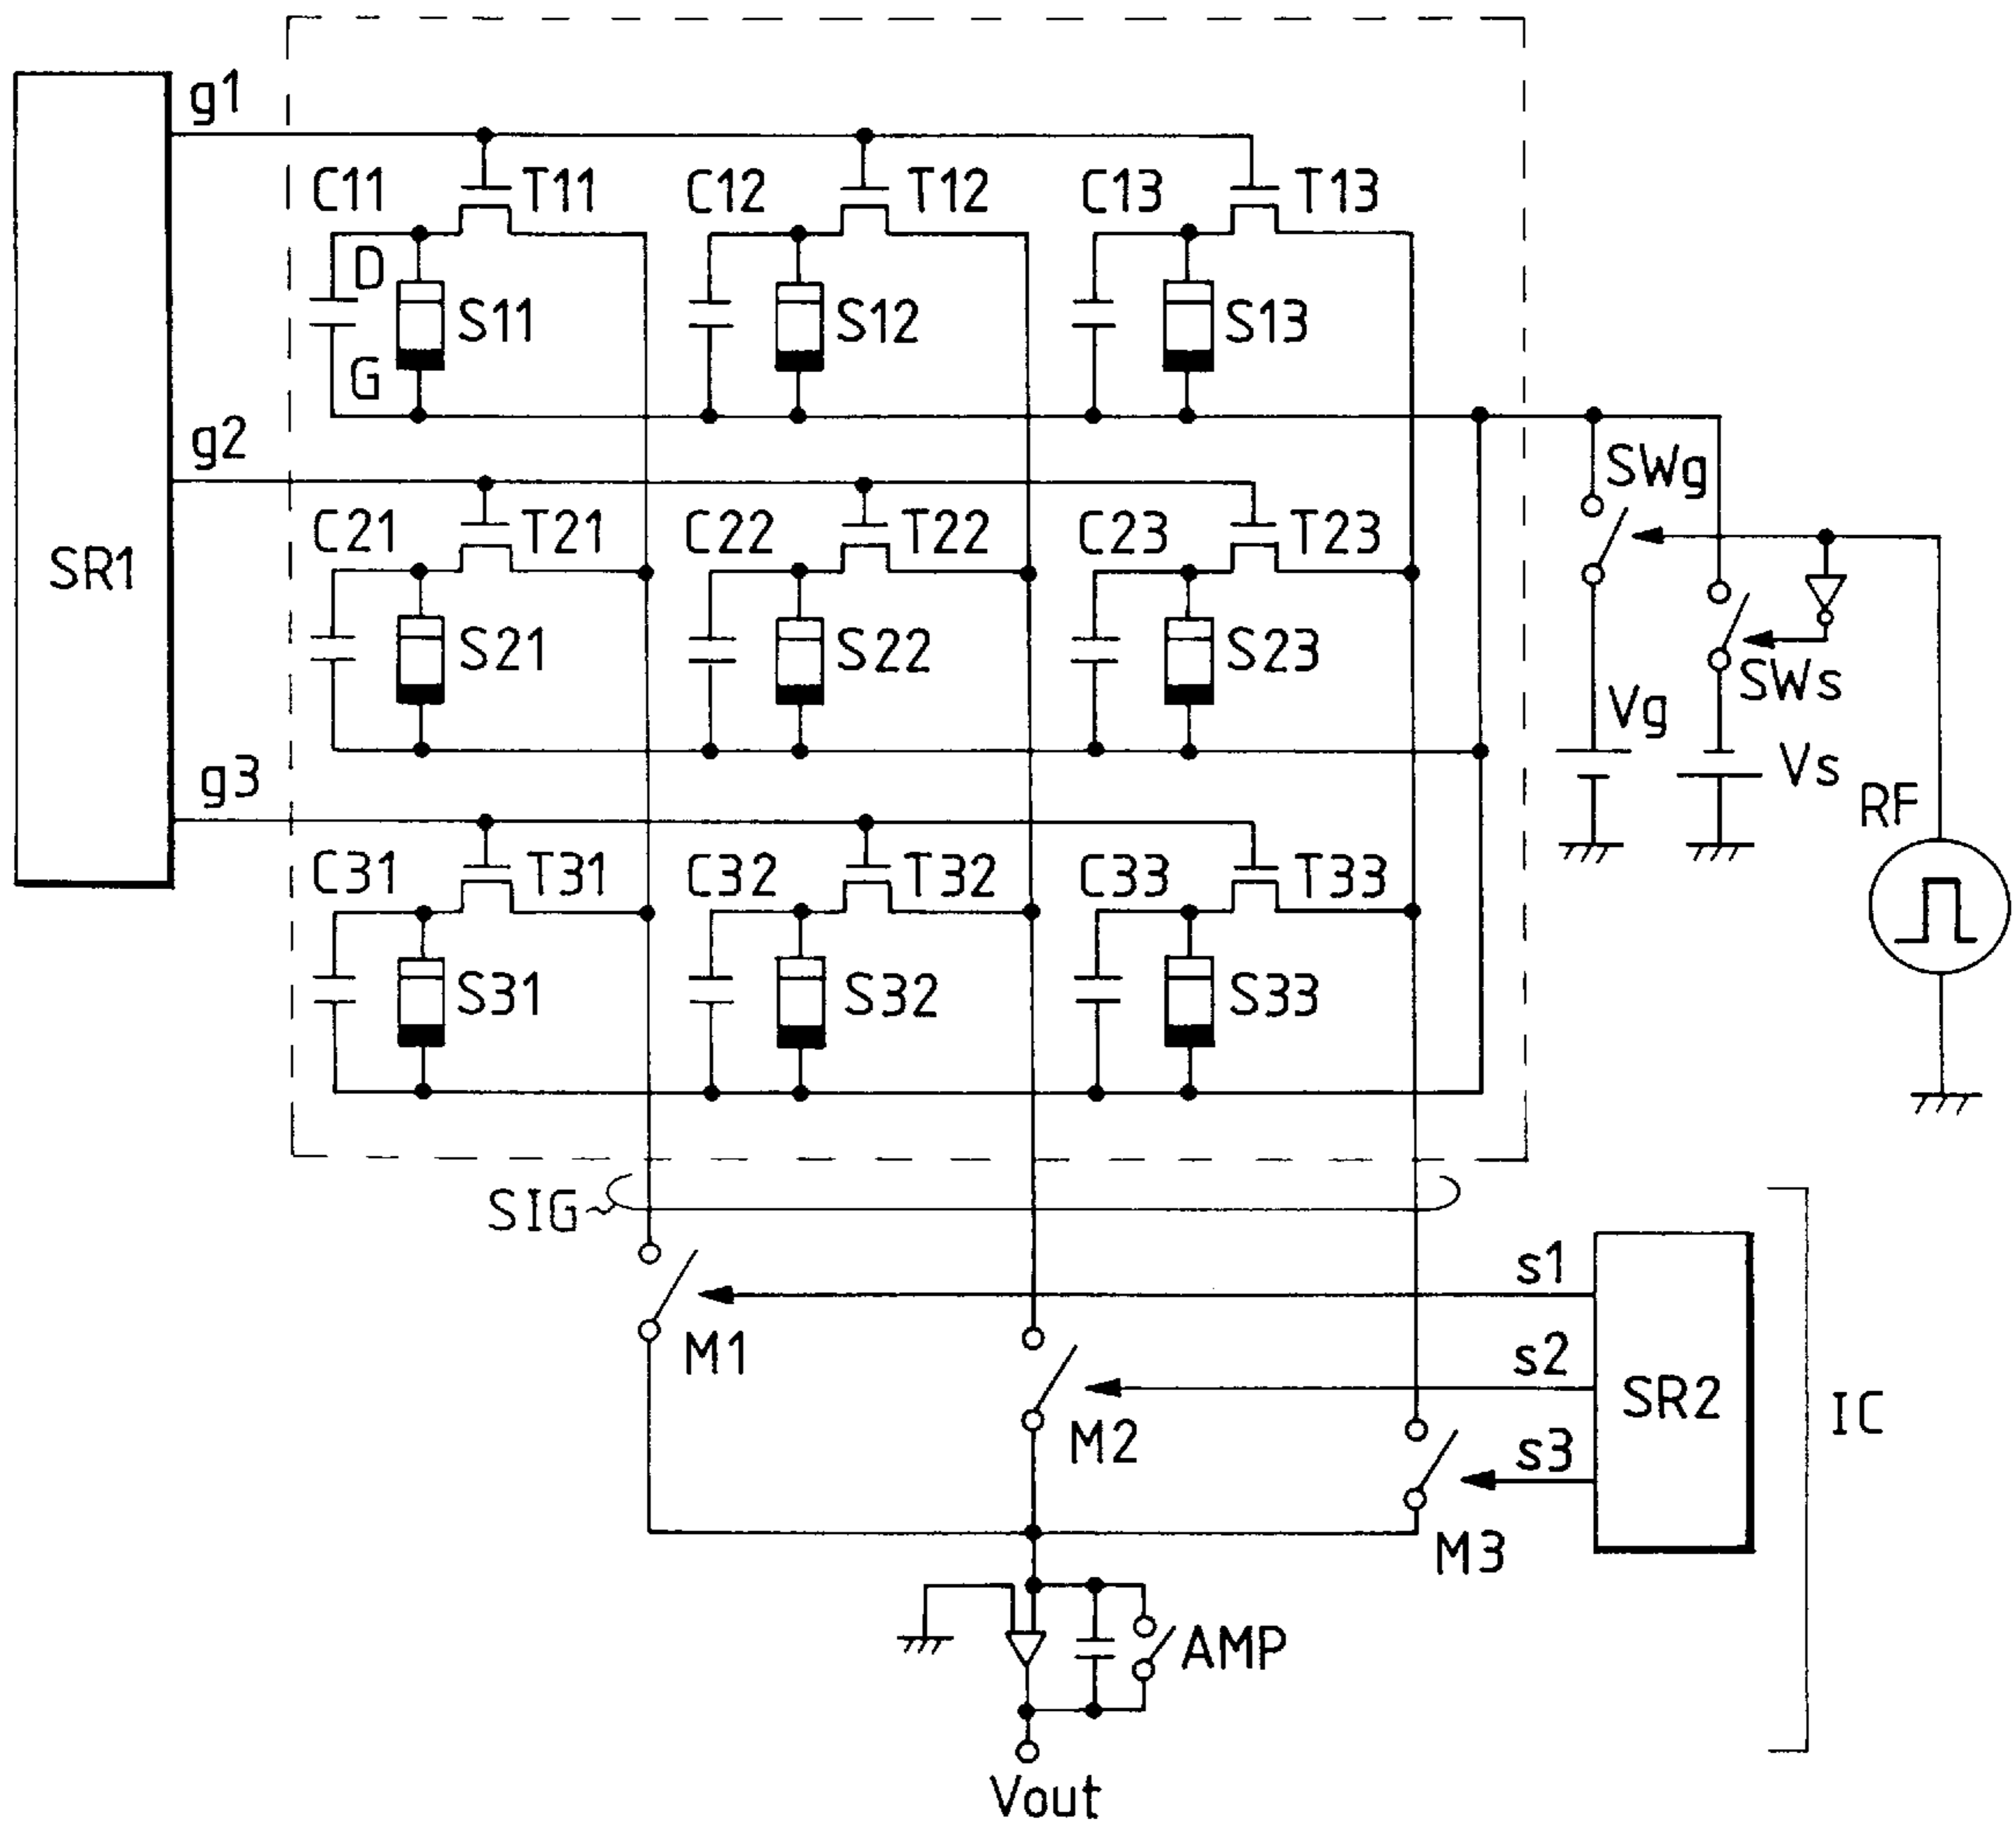 g1
C11 T11 C12 T12 C13 T13
D
S11 S12 S13
G
g2
SWg
C21 T21 C22 T22 C23 T23
SR1
S21 S22 S23
SWs
Vg
Vs
g3
RF
C31 T31 C32 T32 C33 T33
S31 S32 S33
SIG
s1
M1
s2
SR2
IC
M2
s3
M3
AMP
Vout